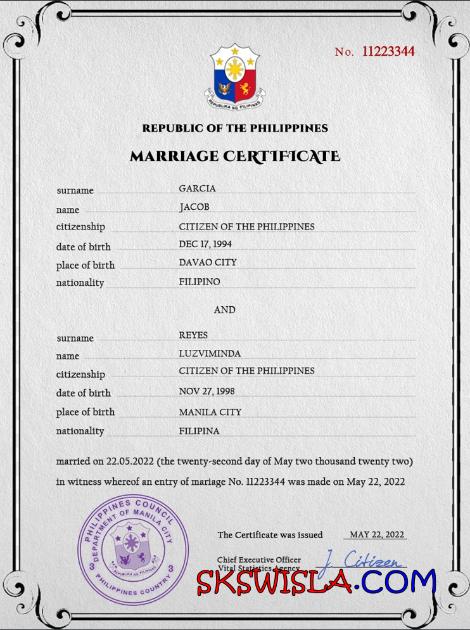 No. 11223344
REPUBLIKA NG PILIPINAS
REPUBLIC OF THE PHILIPPINES
MARRIAGE CERTIFICATE
surname GARCIA
name JACOB
citizenship CITIZEN OF THE PHILIPPINES
date of birth DEC 17, 1994
place of birth DAVAO CITY
nationality FILIPINO
AND
surname REYES
name LUZVIMINDA
citizenship CITIZEN OF THE PHILIPPINES
date of birth NOV 27, 1998
place of birth MANILA CITY
nationality FILIPINA
married on 22.05.2022 (the twenty-second day of May two thousand twenty two)
in witness whereof an entry of mariage No. 11223344 was made on May 22, 2022
PHILIPPINES COUNCIL
DEPARTMENT OF MANILA CITY
3 3
PHILIPPINES COUNTRY
The Certificate was Issued MAY 22, 2022
Chief Executive Officer J. Citizen
Vital Statistics Agency
SKSWISLA.COM